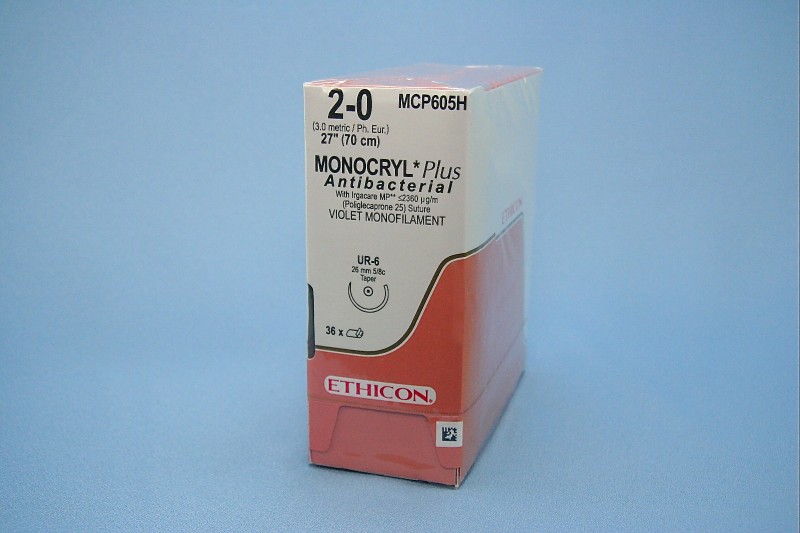 2-0 MCP605H
(3.0 metric / Ph. Eur.)
27" (70 cm)
MONOCRYL* Plus
Antibacterial
With Irgacare MP** ≤2360 µg/m
(Poliglecaprone 25) Suture
VIOLET MONOFILAMENT
UR-6
26 mm 5/8c
Taper
36 x
ETHICON